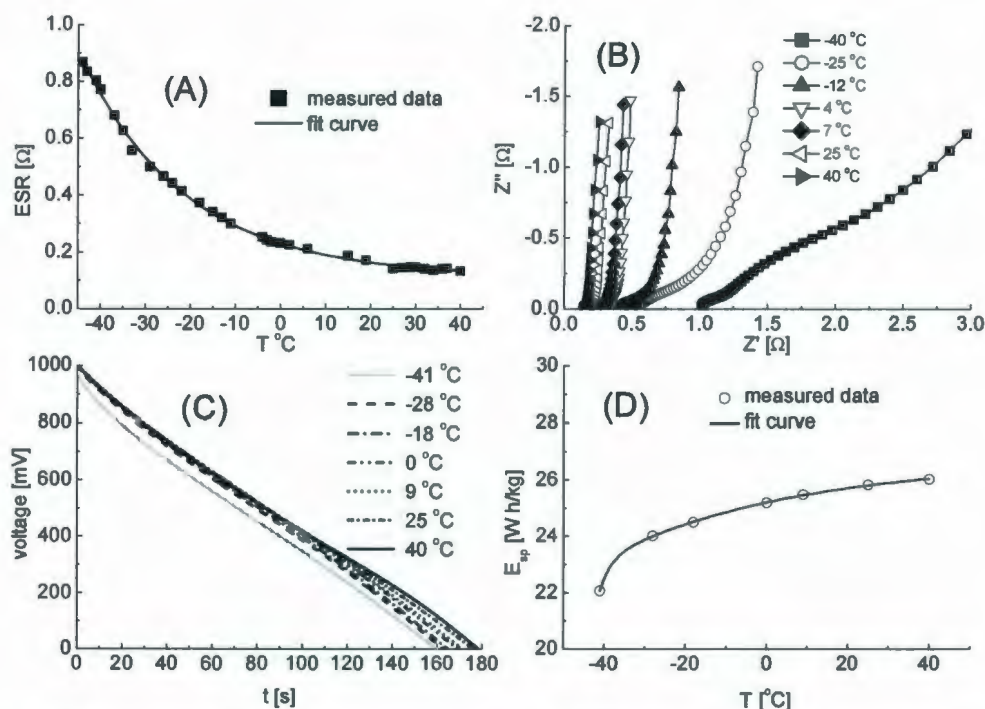 (A)
ESR [Ω]
1.0
0.8
0.6
0.4
0.2
0.0
measured data
fit curve
-40 -30 -20 -10 0 10 20 30 40
T °C
(B)
Z'' [Ω]
-2.0
-1.5
-1.0
-0.5
0.0
-40 °C
-25 °C
-12 °C
4 °C
7 °C
25 °C
40 °C
0.0 0.5 1.0 1.5 2.0 2.5 3.0
Z' [Ω]
(C)
voltage [mV]
1000
800
600
400
200
0
-41 °C
-28 °C
-18 °C
0 °C
9 °C
25 °C
40 °C
0 20 40 60 80 100 120 140 160 180
t [s]
(D)
E_sp [W h/kg]
30
28
26
24
22
20
measured data
fit curve
-40 -20 0 20 40
T [°C]